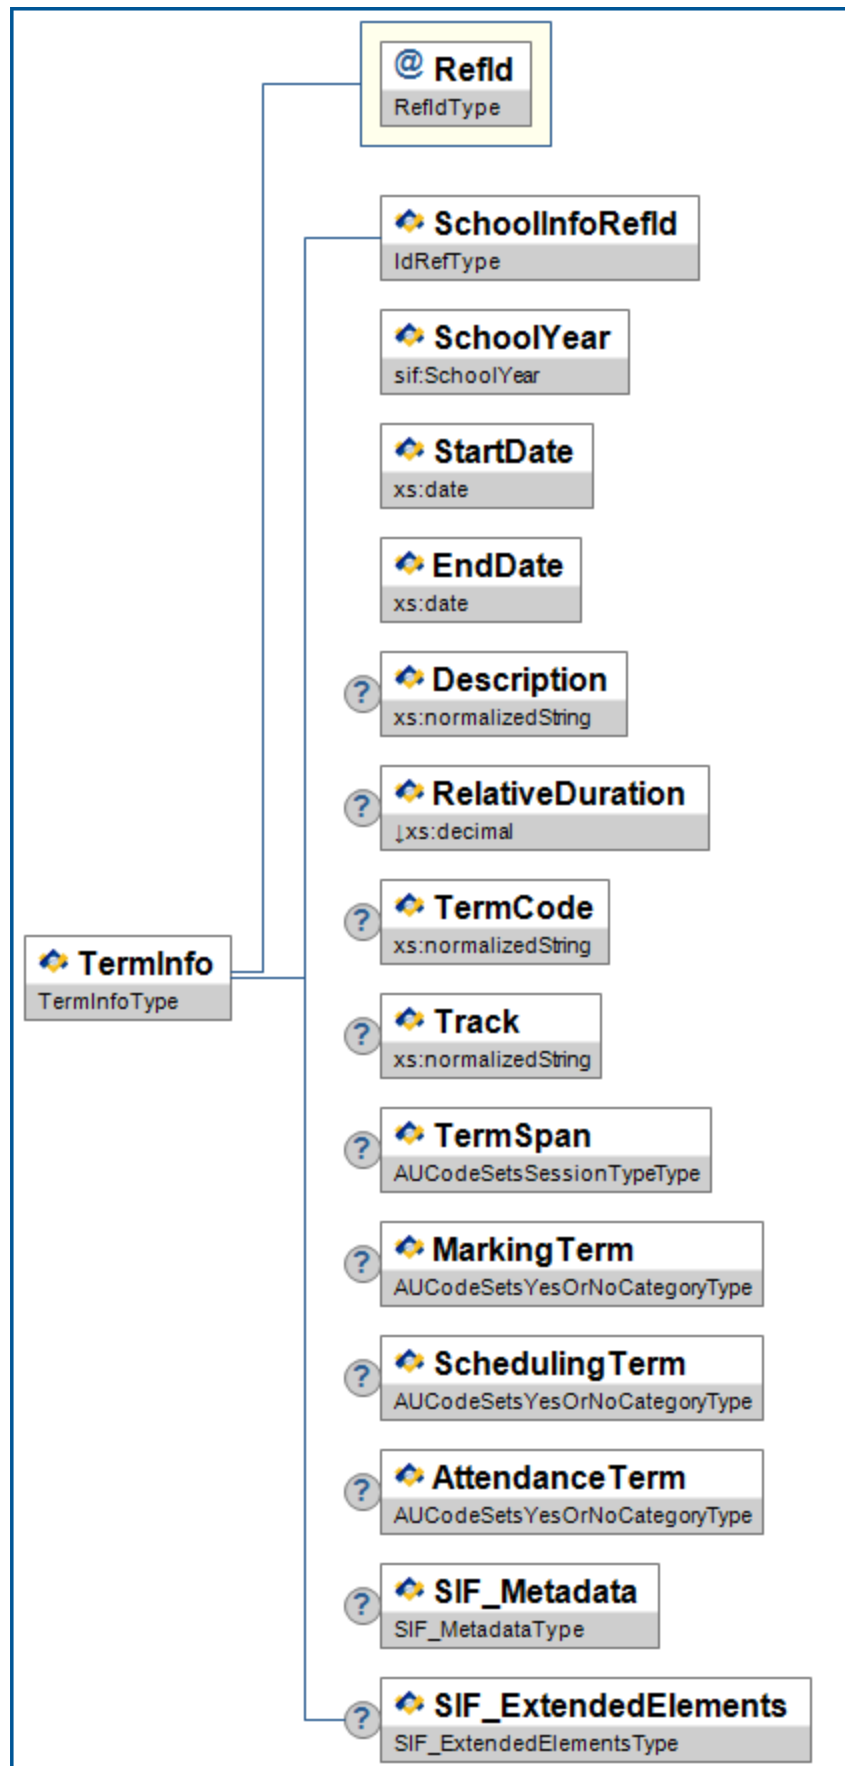 @ RefId
RefIdType
SchoolInfoRefId
IdRefType
SchoolYear
sif:SchoolYear
StartDate
xs:date
EndDate
xs:date
? Description
xs:normalizedString
? RelativeDuration
↓xs:decimal
? TermCode
xs:normalizedString
TermInfo
TermInfoType
? Track
xs:normalizedString
? TermSpan
AUCodeSetsSessionTypeType
? MarkingTerm
AUCodeSetsYesOrNoCategoryType
? SchedulingTerm
AUCodeSetsYesOrNoCategoryType
? AttendanceTerm
AUCodeSetsYesOrNoCategoryType
? SIF_Metadata
SIF_MetadataType
? SIF_ExtendedElements
SIF_ExtendedElementsType